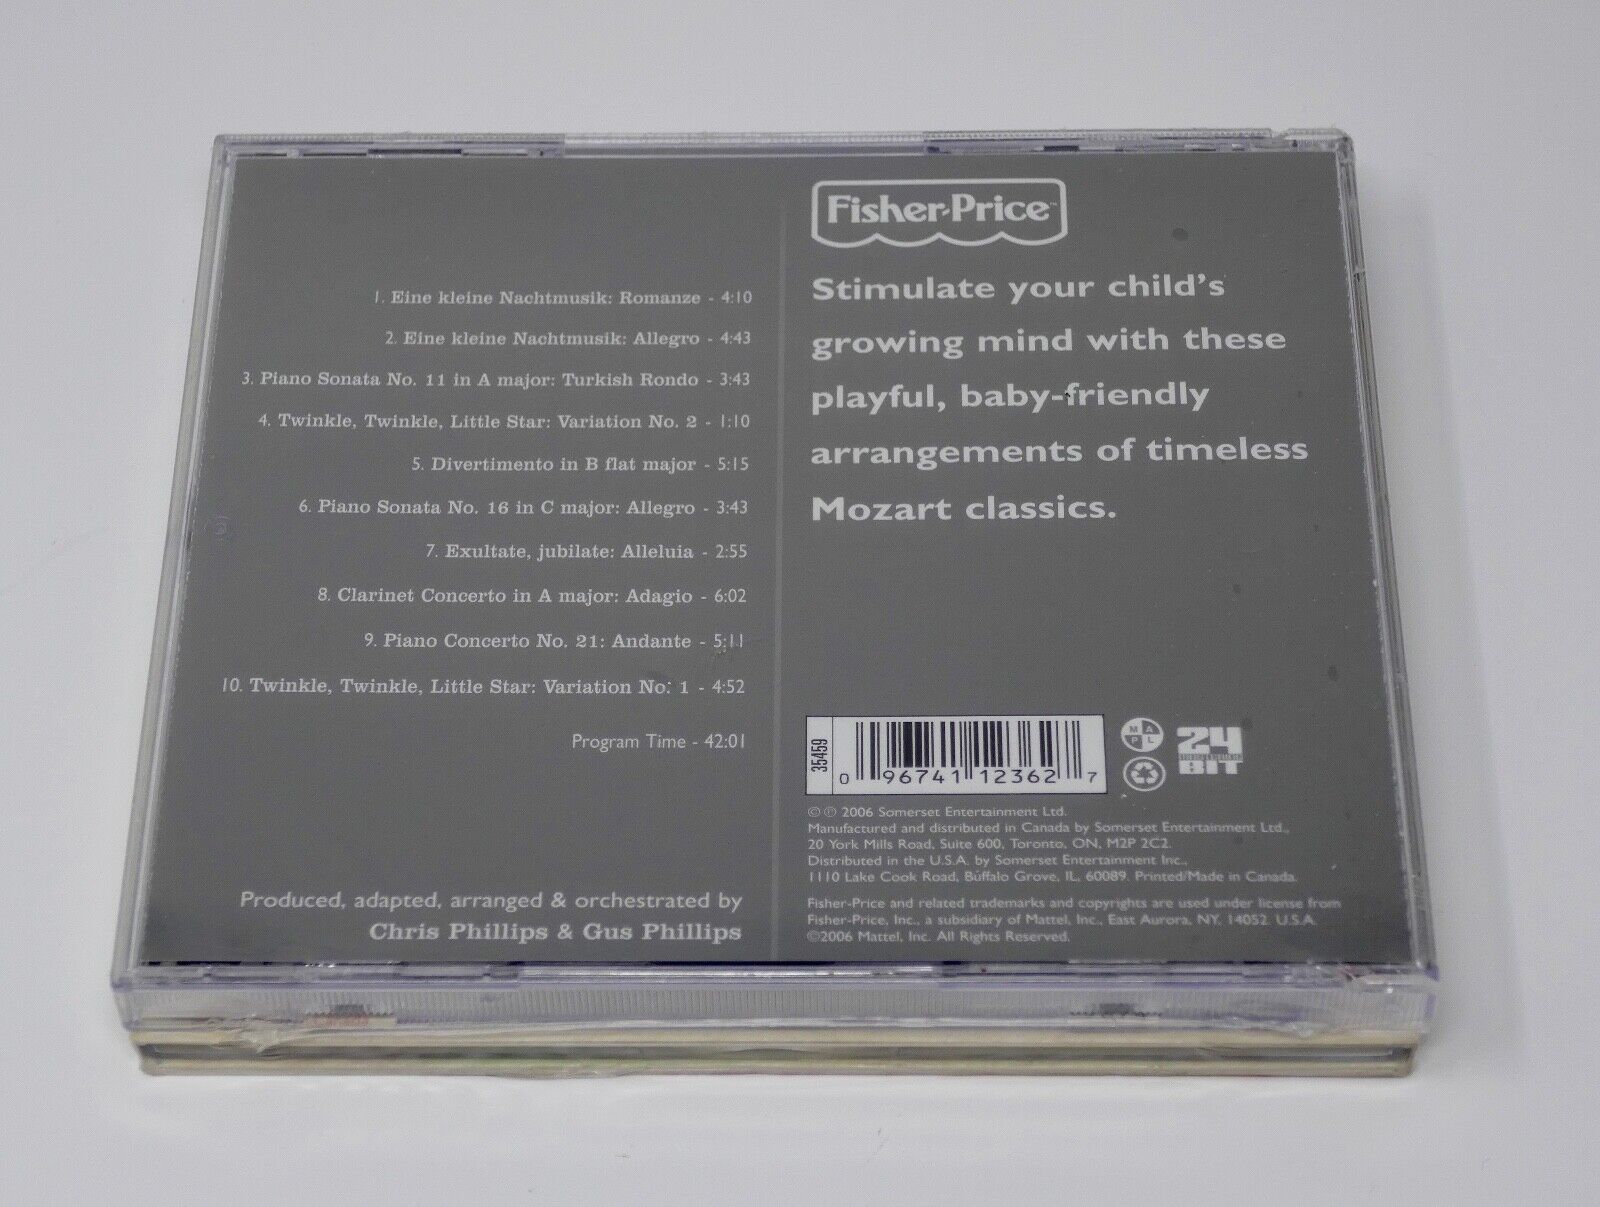 1. Eine kleine Nachtmusik: Romanze - 4:10
2. Eine kleine Nachtmusik: Allegro - 4:43
3. Piano Sonata No. 11 in A major: Turkish Rondo - 3:43
4. Twinkle, Twinkle, Little Star: Variation No. 2 - 1:10
5. Divertimento in B flat major - 5:15
6. Piano Sonata No. 16 in C major: Allegro - 3:43
7. Exultate, jubilate: Alleluia - 2:55
8. Clarinet Concerto in A major: Adagio - 6:02
9. Piano Concerto No. 21: Andante - 5:11
10. Twinkle, Twinkle, Little Star: Variation No. 1 - 4:52
Program Time - 42:01
Produced, adapted, arranged & orchestrated by
Chris Phillips & Gus Phillips
Fisher-Price™
Stimulate your child's
growing mind with these
playful, baby-friendly
arrangements of timeless
Mozart classics.
35459
0 96741 12362 7
M A P L
24
BIT
© ℗ 2006 Somerset Entertainment Ltd.
Manufactured and distributed in Canada by Somerset Entertainment Ltd.,
20 York Mills Road, Suite 600, Toronto, ON, M2P 2C2.
Distributed in the U.S.A. by Somerset Entertainment Inc.,
1110 Lake Cook Road, Buffalo Grove, IL, 60089. Printed/Made in Canada.
Fisher-Price and related trademarks and copyrights are used under license from
Fisher-Price, Inc., a subsidiary of Mattel, Inc., East Aurora, NY, 14052. U.S.A.
©2006 Mattel, Inc. All Rights Reserved.